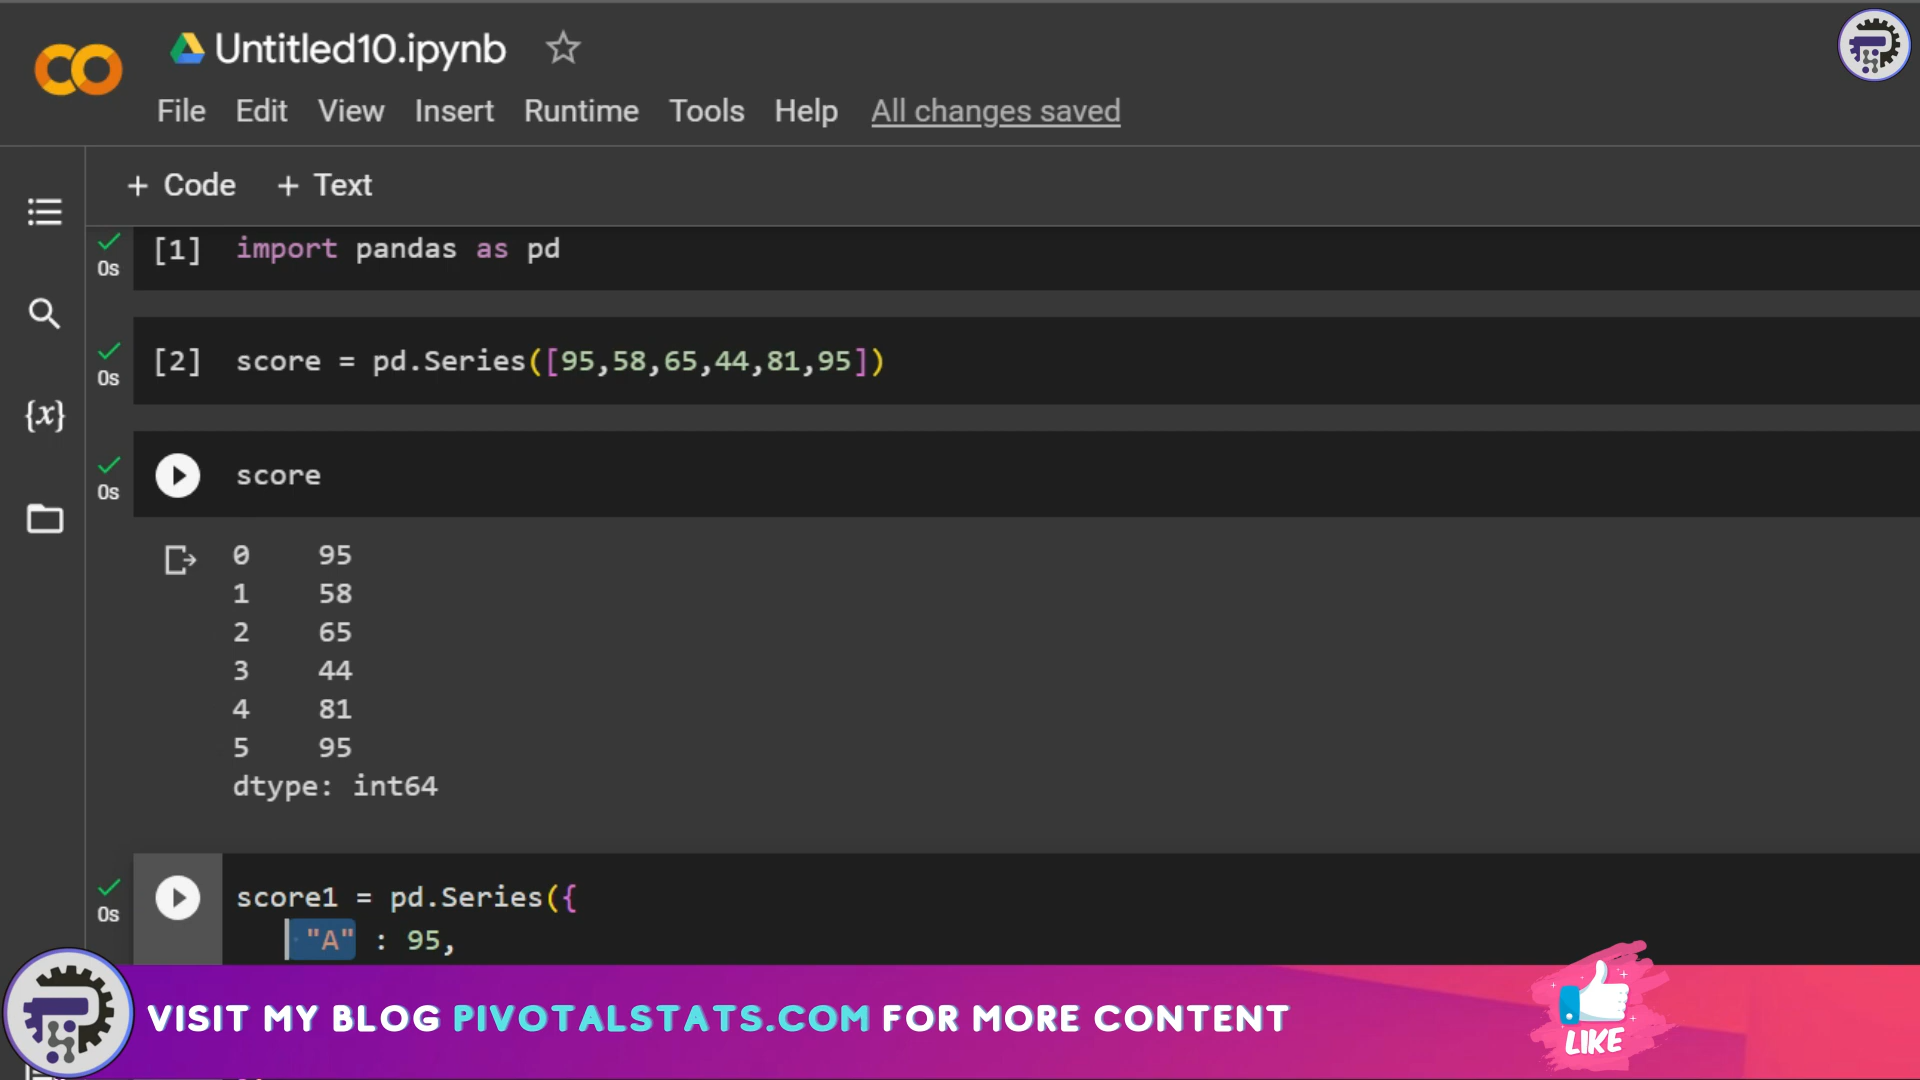 Untitled10.ipynb
File Edit View Insert Runtime Tools Help All changes saved
+ Code + Text
0s [1] import pandas as pd
0s [2] score = pd.Series([95,58,65,44,81,95])
{x}
0s score
0 95
1 58
2 65
3 44
4 81
5 95
dtype: int64
0s score1 = pd.Series({
"A" : 95,
VISIT MY BLOG PIVOTALSTATS.COM FOR MORE CONTENT
LIKE